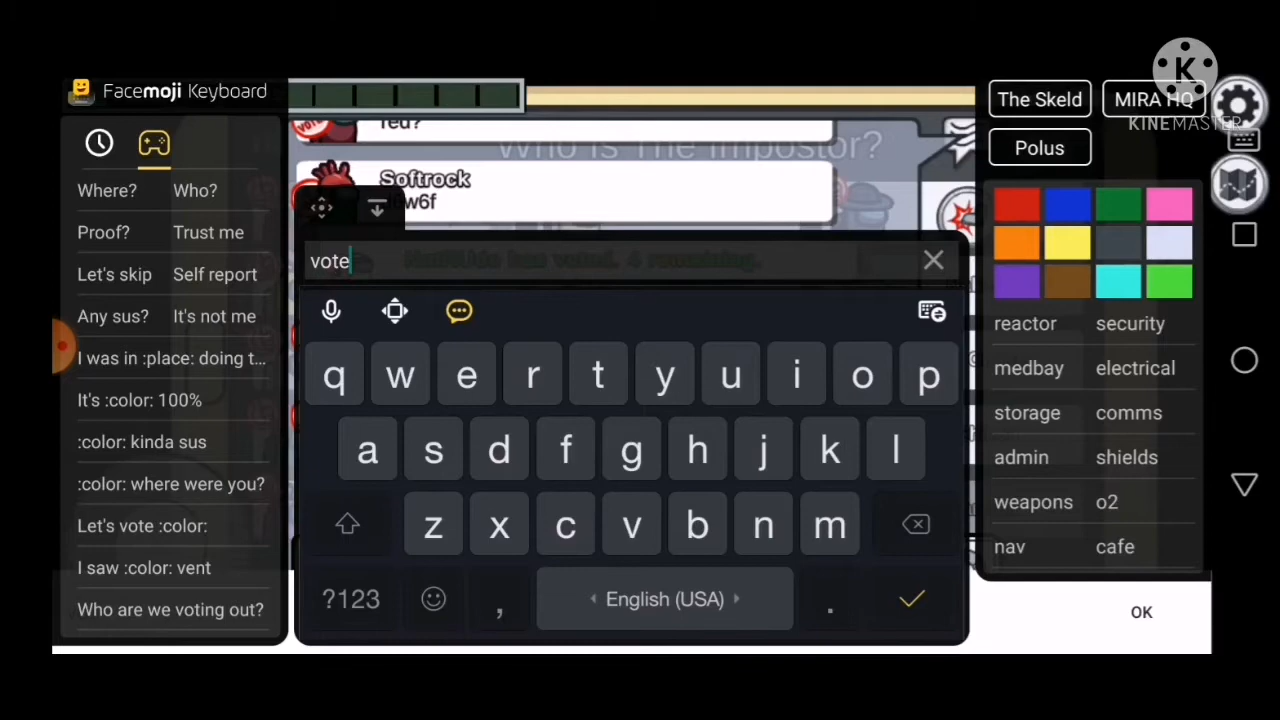 Facemoji Keyboard
The Skeld
MIRA HQ
KINEMASTER
red?
Who Is The Impostor?
Polus
Where?
Who?
Softrock
vote
Proof?
Trust me
Let's skip
Self report
Any sus?
It's not me
I was in :place: doing t...
It's :color: 100%
:color: kinda sus
:color: where were you?
Let's vote :color:
I saw :color: vent
Who are we voting out?
q w e r t y u i o p
a s d f g h j k l
z x c v b n m
?123
,
English (USA)
.
reactor
security
medbay
electrical
storage
comms
admin
shields
weapons
o2
nav
cafe
OK